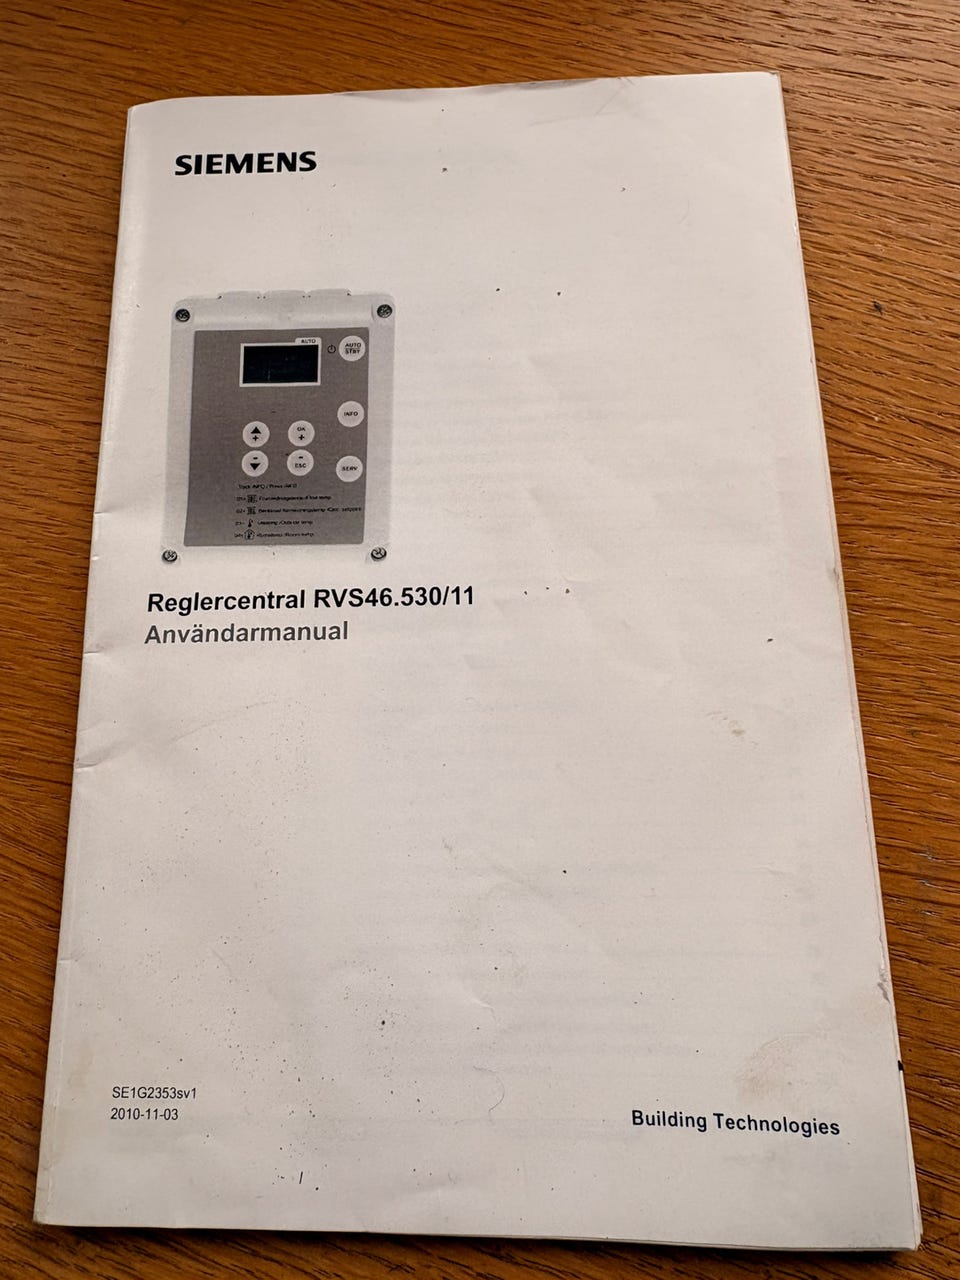 SIEMENS
AUTO
AUTO
STBY
INFO
+
OK
+
-
-
ESC
SERV
Reglercentral RVS46.530/11
Användarmanual
SE1G2353sv1
2010-11-03
Building Technologies